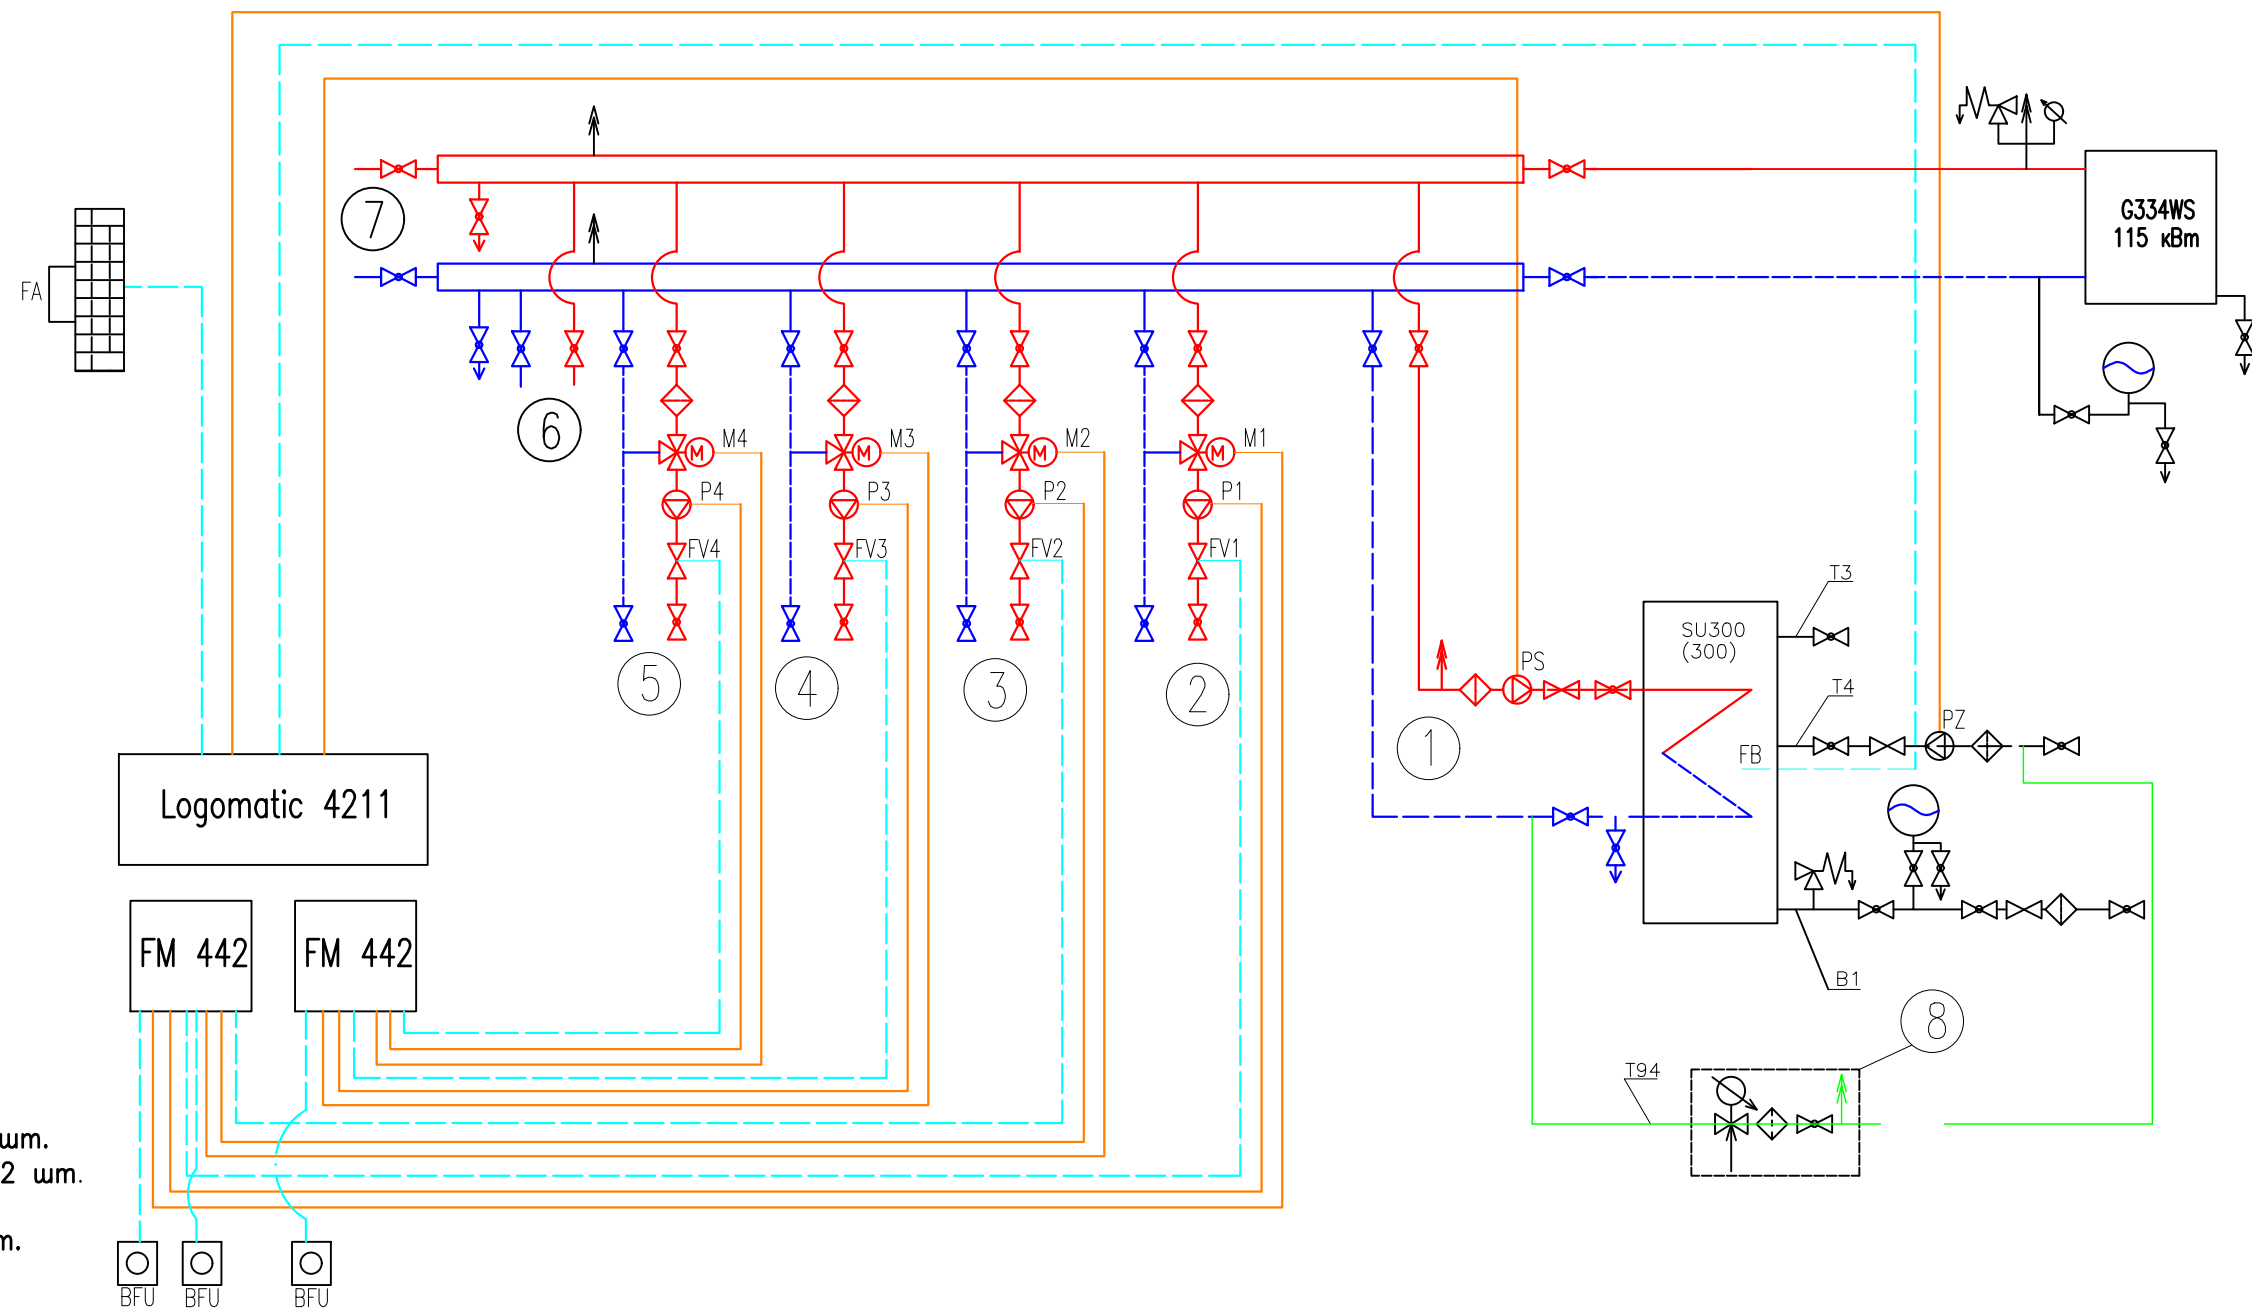 FA
7
G334WS
115 кВт
6
M4
M3
M2
M1
P4
P3
P2
P1
FV4
FV3
FV2
FV1
T3
SU300
(300)
PS
5
4
3
2
T4
PZ
1
FB
Logomatic 4211
FM 442
FM 442
B1
8
T94
шт.
2 шт.
BFU
BFU
BFU